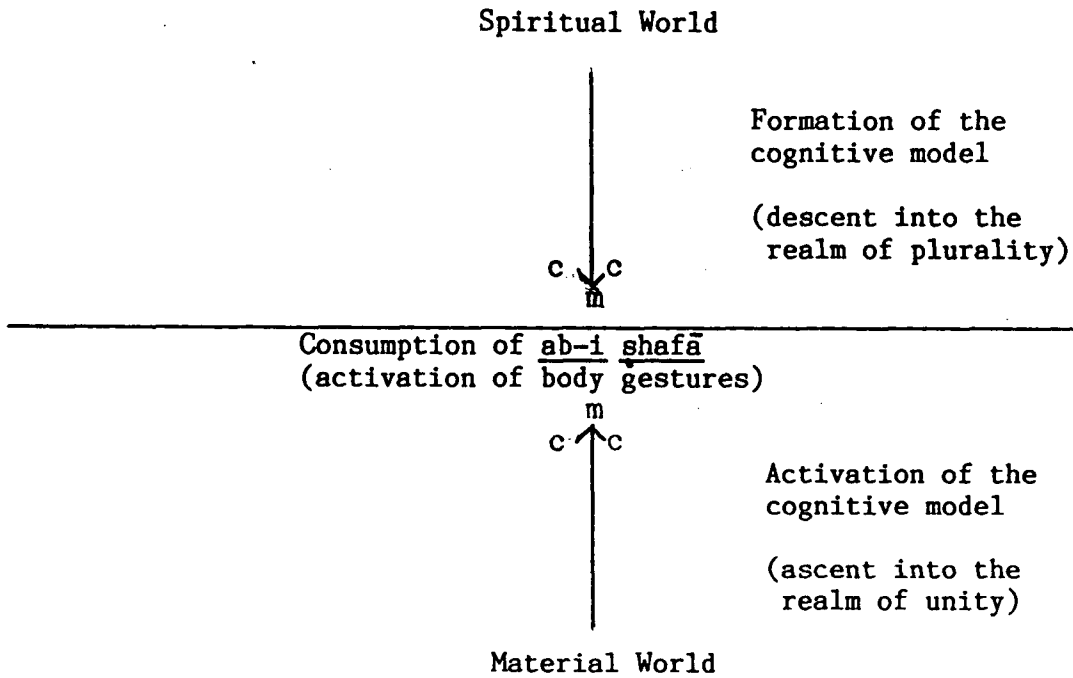 Spiritual World
Formation of the
cognitive model
(descent into the
realm of plurality)
c c
m
Consumption of ab-i shafā
(activation of body gestures)
m
c c
Activation of the
cognitive model
(ascent into the
realm of unity)
Material World